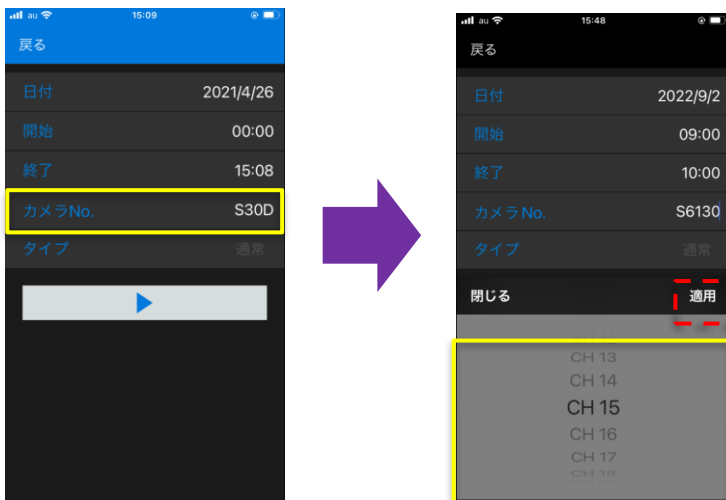 au 15:09
戻る
日付 2021/4/26
開始 00:00
終了 15:08
カメラNo. S30D
タイプ 通常
au 15:48
戻る
日付 2022/9/2
開始 09:00
終了 10:00
カメラNo. S6130
タイプ 通常
閉じる 適用
CH 13
CH 14
CH 15
CH 16
CH 17
CH 18